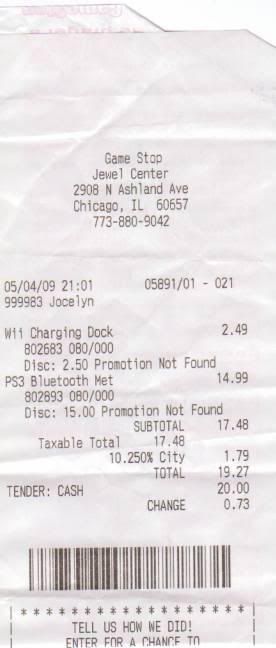 Game Stop
Jewel Center
2908 N Ashland Ave
Chicago, IL 60657
773-880-9042
05/04/09 21:01 05891/01 - 021
999983 Jocelyn
Wii Charging Dock 2.49
802683 080/000
Disc: 2.50 Promotion Not Found
PS3 Bluetooth Met 14.99
802893 080/000
Disc: 15.00 Promotion Not Found
SUBTOTAL 17.48
Taxable Total 17.48
10.250% City 1.79
TOTAL 19.27
TENDER: CASH 20.00
CHANGE 0.73
| * * * * * * * * * * * * * * * * * |
| TELL US HOW WE DID! |
| ENTER FOR A CHANCE TO |